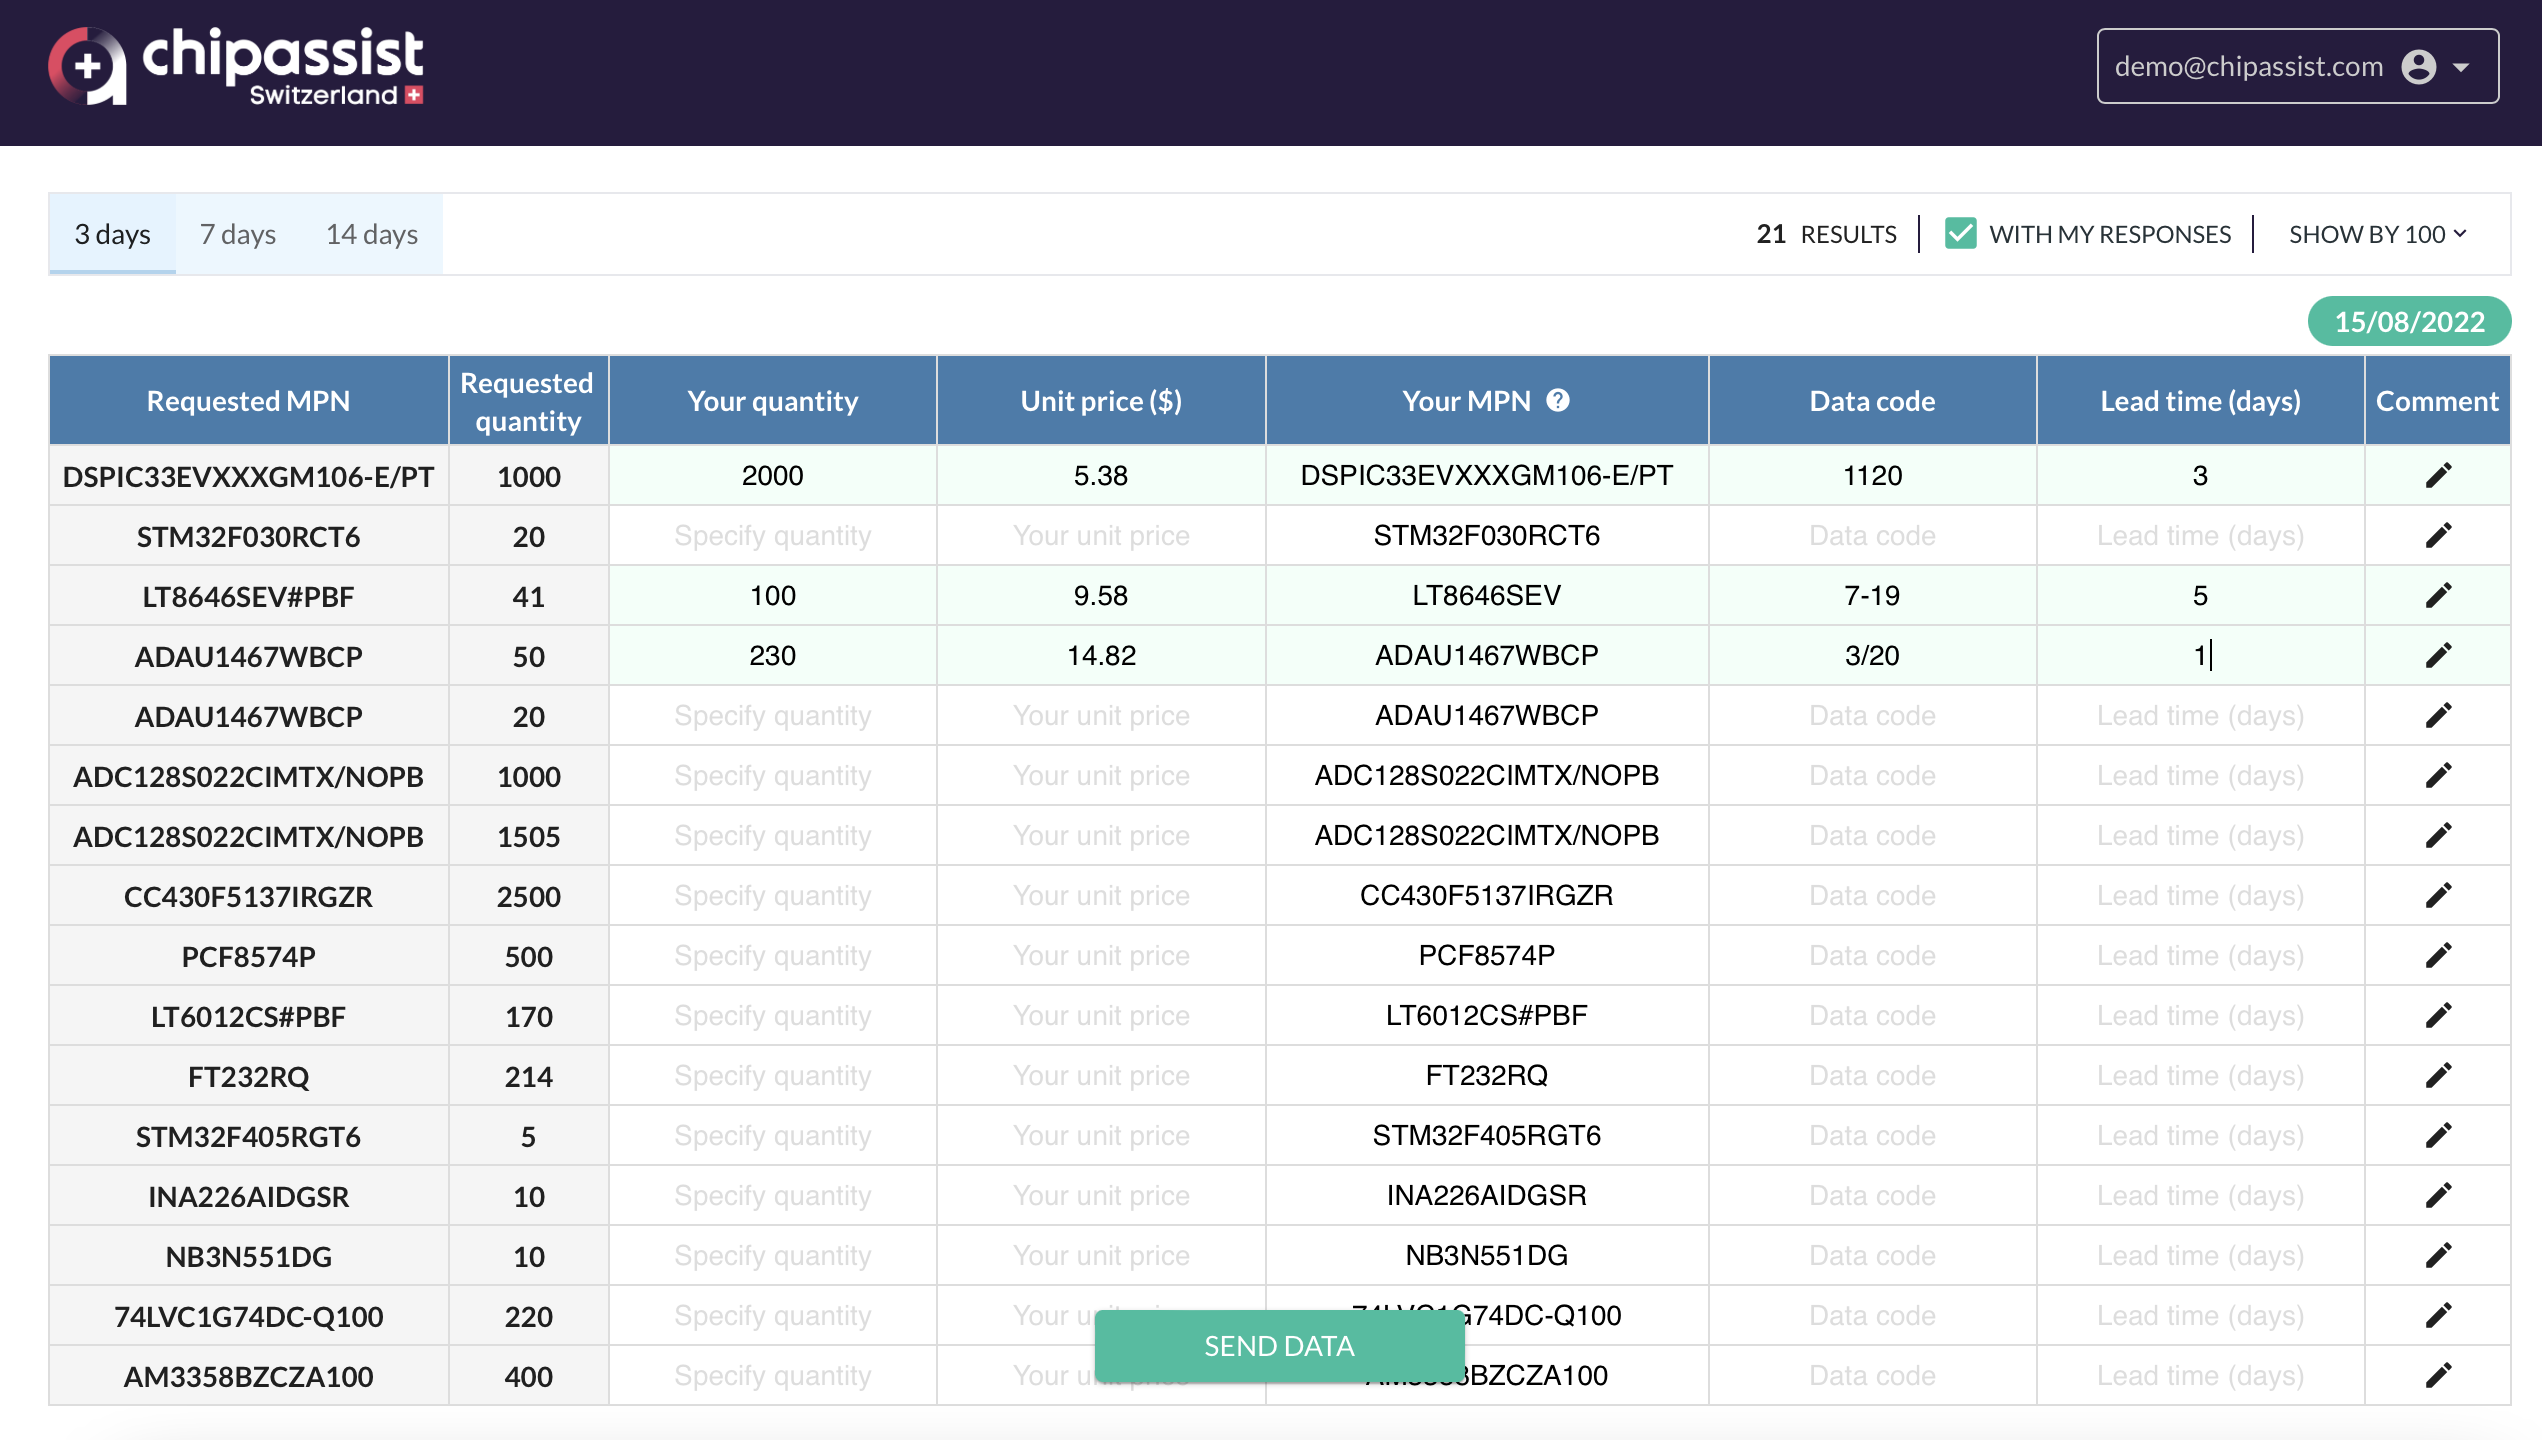 chipassist
Switzerland
demo@chipassist.com
3 days 7 days 14 days 21 RESULTS WITH MY RESPONSES SHOW BY 100
15/08/2022
Requested MPN Requested quantity Your quantity Unit price ($) Your MPN ? Data code Lead time (days) Comment
DSPIC33EVXXXGM106-E/PT 1000 2000 5.38 DSPIC33EVXXXGM106-E/PT 1120 3
STM32F030RCT6 20 Specify quantity Your unit price STM32F030RCT6 Data code Lead time (days)
LT8646SEV#PBF 41 100 9.58 LT8646SEV 7-19 5
ADAU1467WBCP 50 230 14.82 ADAU1467WBCP 3/20 1
ADAU1467WBCP 20 Specify quantity Your unit price ADAU1467WBCP Data code Lead time (days)
ADC128S022CIMTX/NOPB 1000 Specify quantity Your unit price ADC128S022CIMTX/NOPB Data code Lead time (days)
ADC128S022CIMTX/NOPB 1505 Specify quantity Your unit price ADC128S022CIMTX/NOPB Data code Lead time (days)
CC430F5137IRGZR 2500 Specify quantity Your unit price CC430F5137IRGZR Data code Lead time (days)
PCF8574P 500 Specify quantity Your unit price PCF8574P Data code Lead time (days)
LT6012CS#PBF 170 Specify quantity Your unit price LT6012CS#PBF Data code Lead time (days)
FT232RQ 214 Specify quantity Your unit price FT232RQ Data code Lead time (days)
STM32F405RGT6 5 Specify quantity Your unit price STM32F405RGT6 Data code Lead time (days)
INA226AIDGSR 10 Specify quantity Your unit price INA226AIDGSR Data code Lead time (days)
NB3N551DG 10 Specify quantity Your unit price NB3N551DG Data code Lead time (days)
74LVC1G74DC-Q100 220 Specify quantity Your 74LVC1G74DC-Q100 Data code Lead time (days)
SEND DATA
AM3358BZCZA100 400 Specify quantity Your unit price AM3358BZCZA100 Data code Lead time (days)